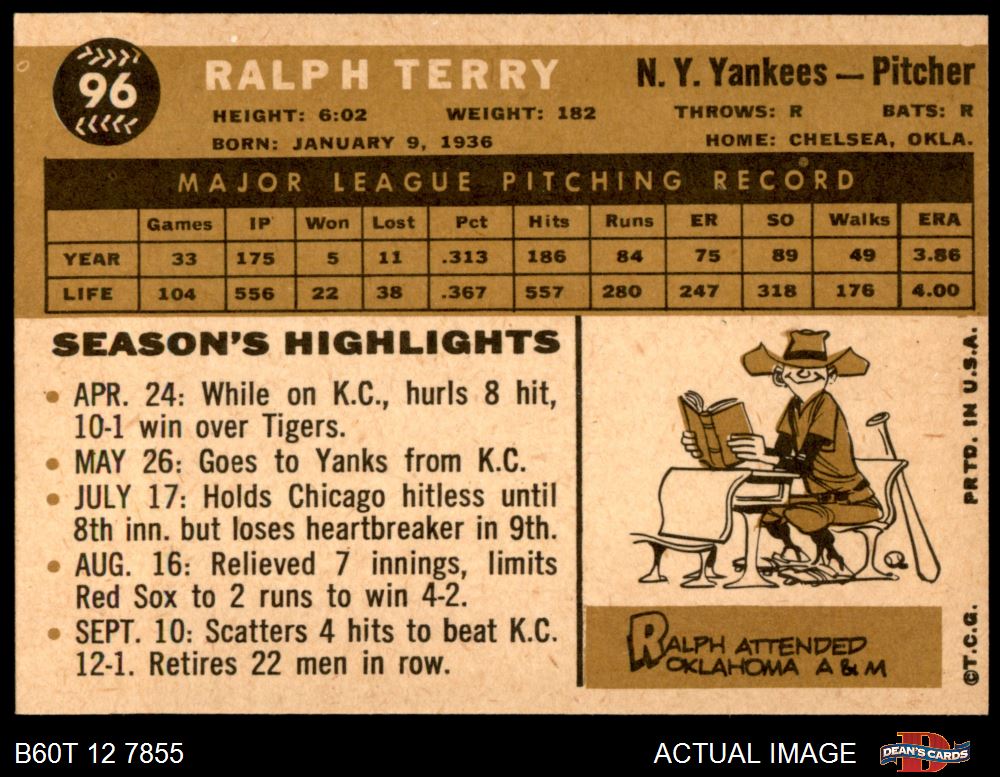 96
RALPH TERRY
N. Y. Yankees — Pitcher
HEIGHT: 6:02 WEIGHT: 182 THROWS: R BATS: R
BORN: JANUARY 9, 1936 HOME: CHELSEA, OKLA.
MAJOR LEAGUE PITCHING RECORD
Games IP Won Lost Pct Hits Runs ER SO Walks ERA
YEAR 33 175 5 11 .313 186 84 75 89 49 3.86
LIFE 104 556 22 38 .367 557 280 247 318 176 4.00
SEASON'S HIGHLIGHTS
• APR. 24: While on K.C., hurls 8 hit,
10-1 win over Tigers.
• MAY 26: Goes to Yanks from K.C.
• JULY 17: Holds Chicago hitless until
8th inn. but loses heartbreaker in 9th.
• AUG. 16: Relieved 7 innings, limits
Red Sox to 2 runs to win 4-2.
• SEPT. 10: Scatters 4 hits to beat K.C.
12-1. Retires 22 men in row.
RALPH ATTENDED
OKLAHOMA A & M
©T.C.G. PRTD. IN U.S.A.
B60T 12 7855
ACTUAL IMAGE
DEAN'S CARDS